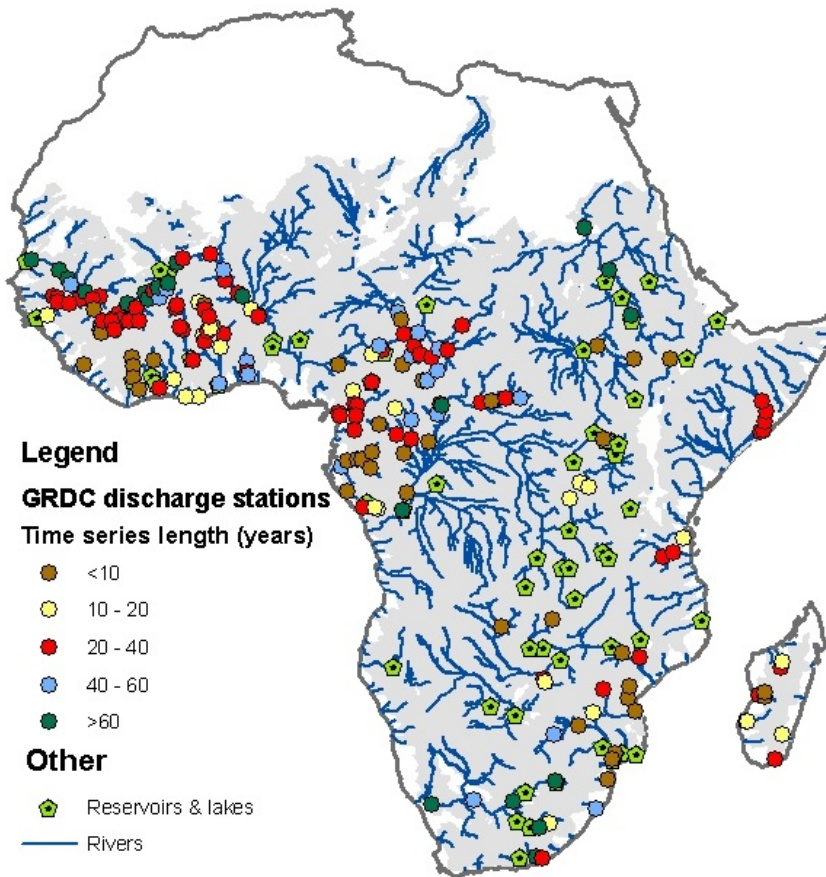 Legend
GRDC discharge stations
Time series length (years)
<10
10 - 20
20 - 40
40 - 60
>60
Other
Reservoirs & lakes
Rivers